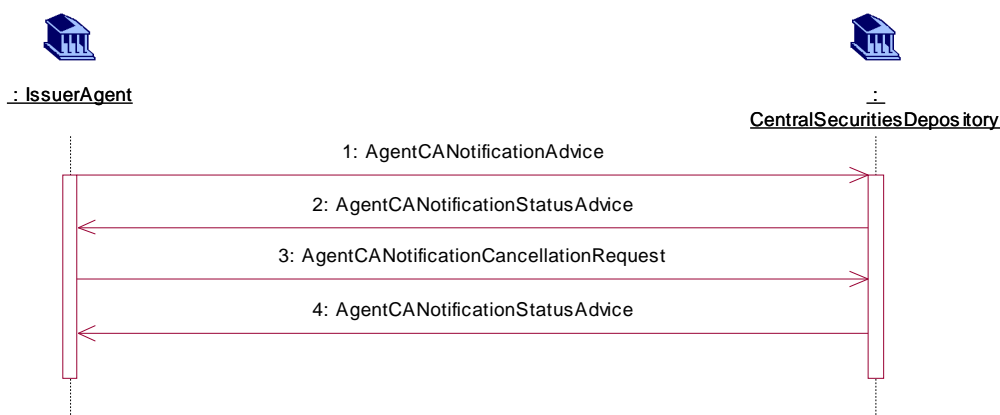 : IssuerAgent
:
CentralSecuritiesDepository
1: AgentCANotificationAdvice
2: AgentCANotificationStatusAdvice
3: AgentCANotificationCancellationRequest
4: AgentCANotificationStatusAdvice